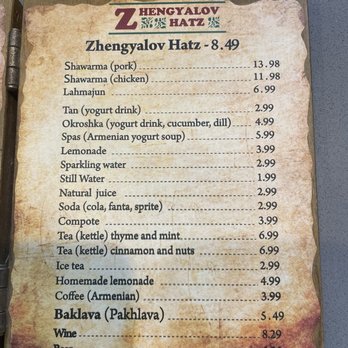 ZHENGYALOV
HATZ
Zhengyalov Hatz - 8.49
Shawarma (pork) 13.98
Shawarma (chicken) 11.98
Lahmajun 6.99
Tan (yogurt drink) 2.99
Okroshka (yogurt drink, cucumber, dill) 4.99
Spas (Armenian yogurt soup) 5.99
Lemonade 3.99
Sparkling water 2.99
Still Water 1.99
Natural juice 2.99
Soda (cola, fanta, sprite) 2.99
Compote 3.99
Tea (kettle) thyme and mint 6.99
Tea (kettle) cinnamon and nuts 6.99
Ice tea 2.99
Homemade lemonade 4.99
Coffee (Armenian) 3.99
Baklava (Pakhlava) 5.49
Wine 8.29